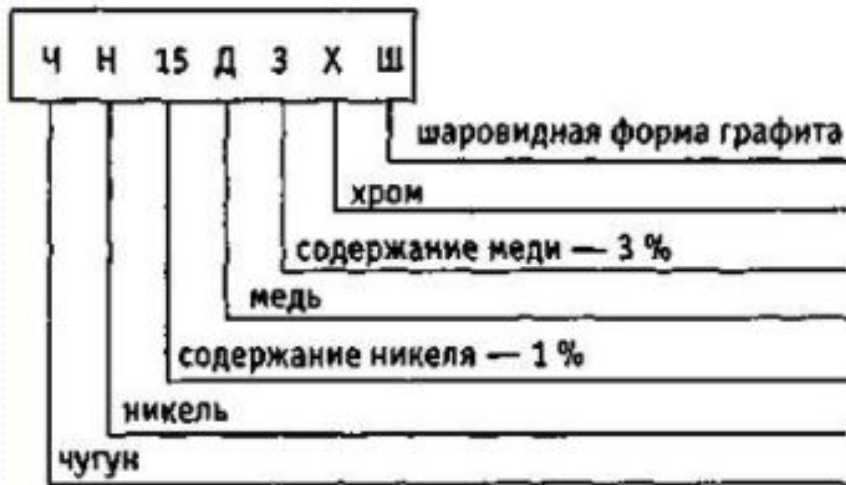 Ч Н 15 Д 3 Х Ш
шаровидная форма графита
хром
содержание меди — 3 %
медь
содержание никеля — 1 %
никель
чугун